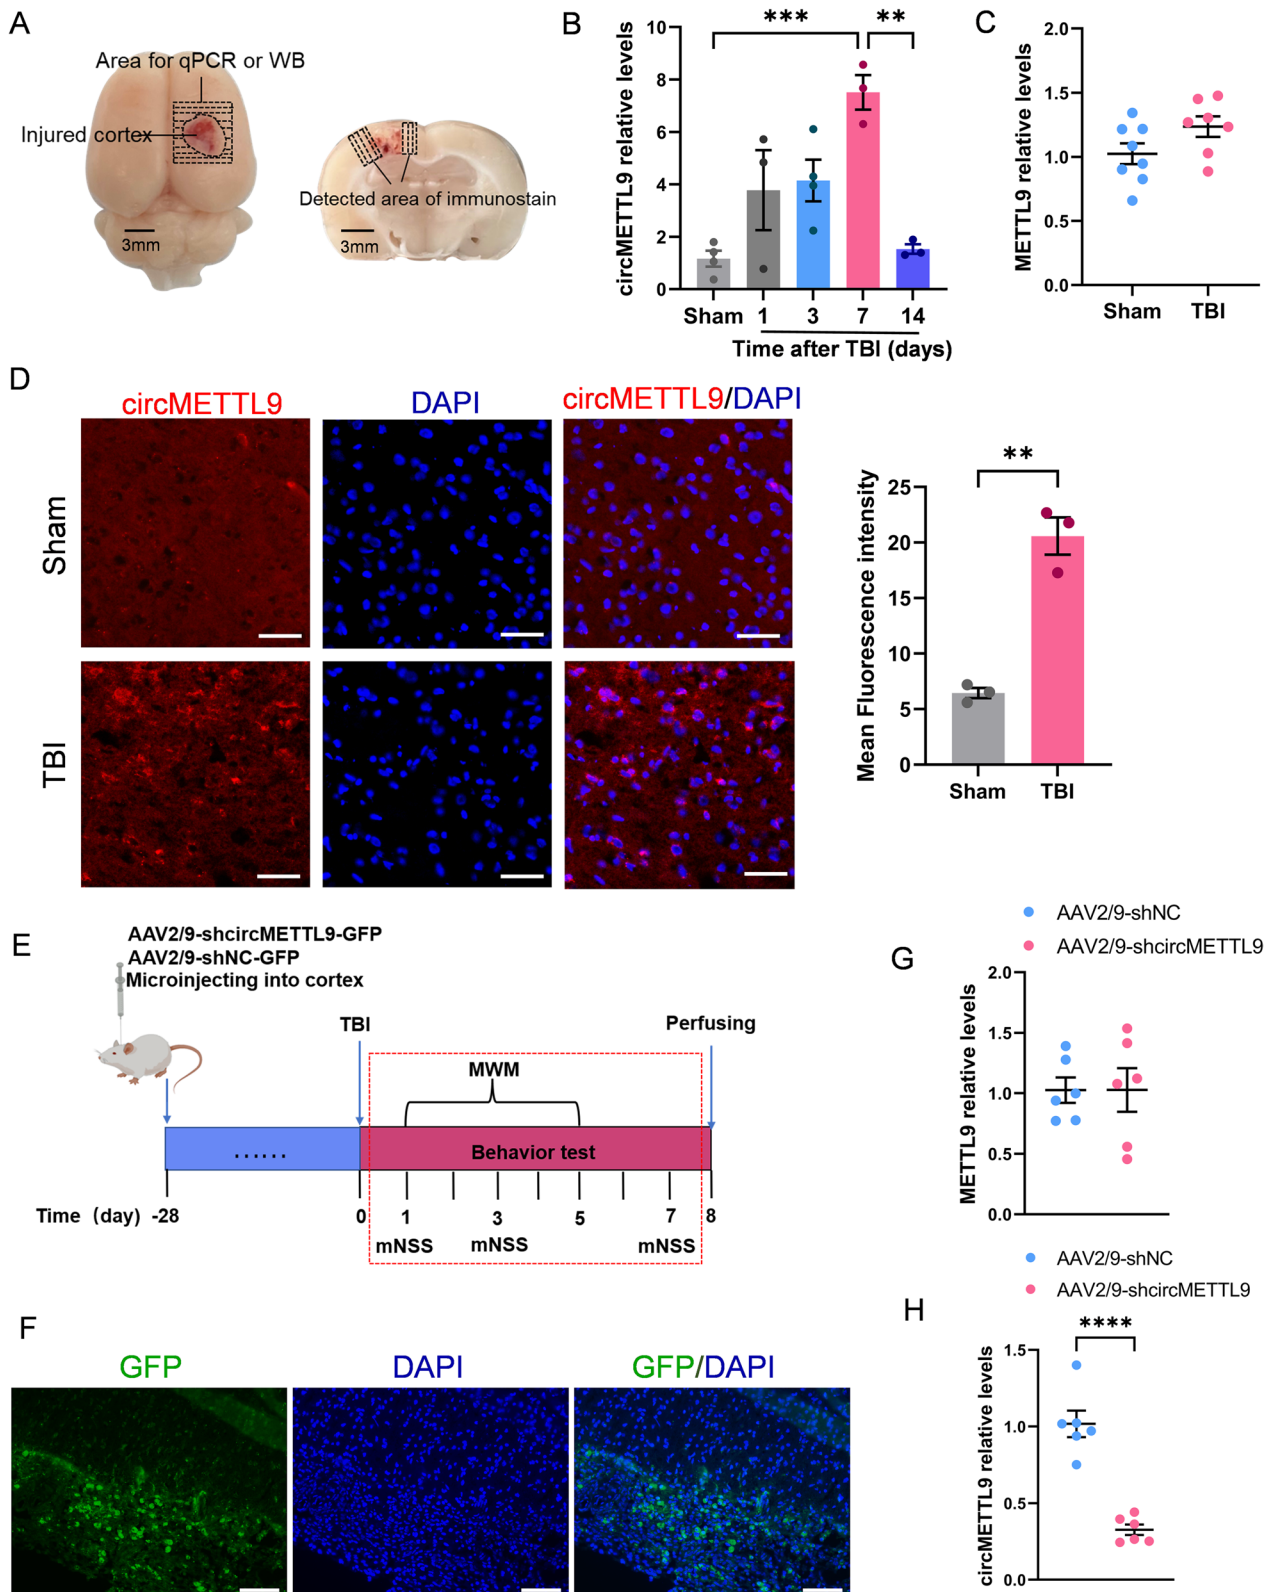 A
Area for qPCR or WB
Injured cortex
3mm
Detected area of immunostain
3mm
B
circMETTL9 relative levels
10
8
6
4
2
0
*** **
Sham 1 3 7 14
Time after TBI (days)
C
METTL9 relative levels
2.0
1.5
1.0
0.5
0.0
Sham TBI
D
circMETTL9 DAPI circMETTL9/DAPI
Sham
TBI
Mean Fluorescence intensity
25
20
15
10
5
0
**
Sham TBI
E
AAV2/9-shcircMETTL9-GFP
AAV2/9-shNC-GFP
Microinjecting into cortex
TBI
Perfusing
MWM
......
Behavior test
Time (day) -28 0 1 3 5 7 8
mNSS mNSS mNSS
F
GFP DAPI GFP/DAPI
G
AAV2/9-shNC
AAV2/9-shcircMETTL9
METTL9 relative levels
2.0
1.5
1.0
0.5
0.0
H
AAV2/9-shNC
AAV2/9-shcircMETTL9
circMETTL9 relative levels
1.5
1.0
0.5
0.0
****